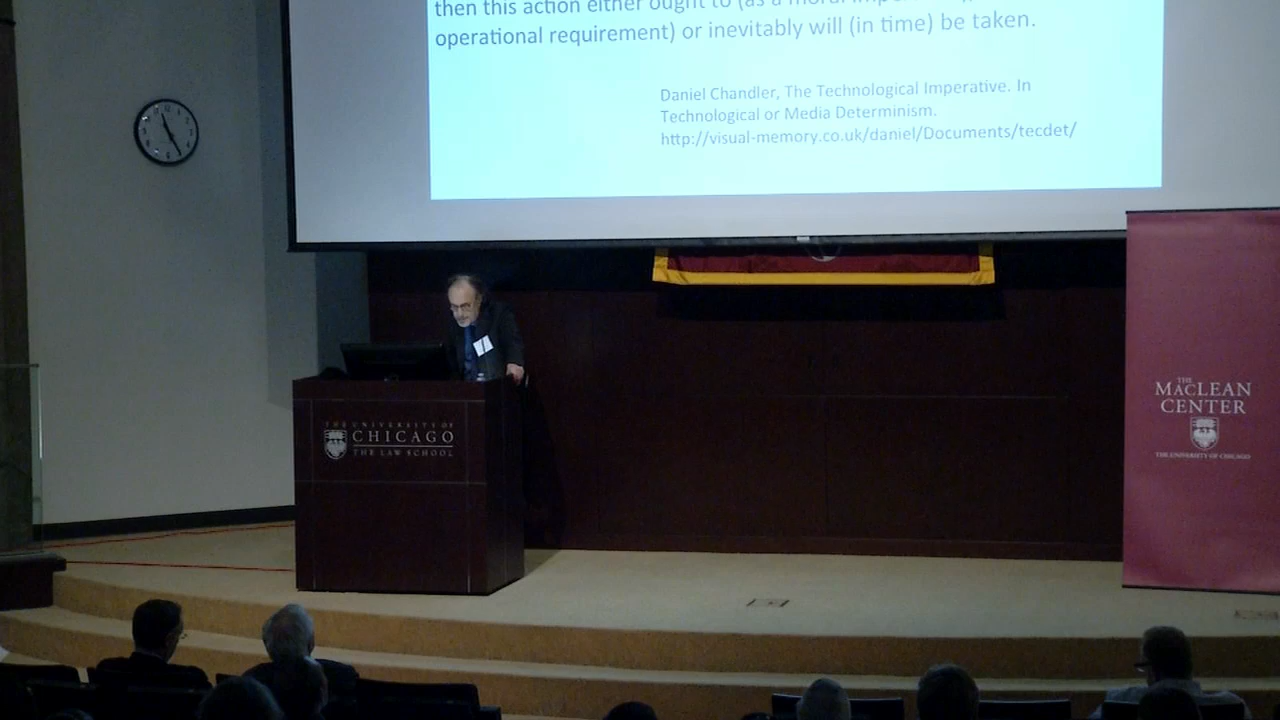 then this action either ought to (as a moral
operational requirement) or inevitably will (in time) be taken.
Daniel Chandler, The Technological Imperative. In
Technological or Media Determinism.
http://visual-memory.co.uk/daniel/Documents/tecdet/
THE UNIVERSITY OF
CHICAGO
THE LAW SCHOOL
THE
MACLEAN
CENTER
THE UNIVERSITY OF CHICAGO